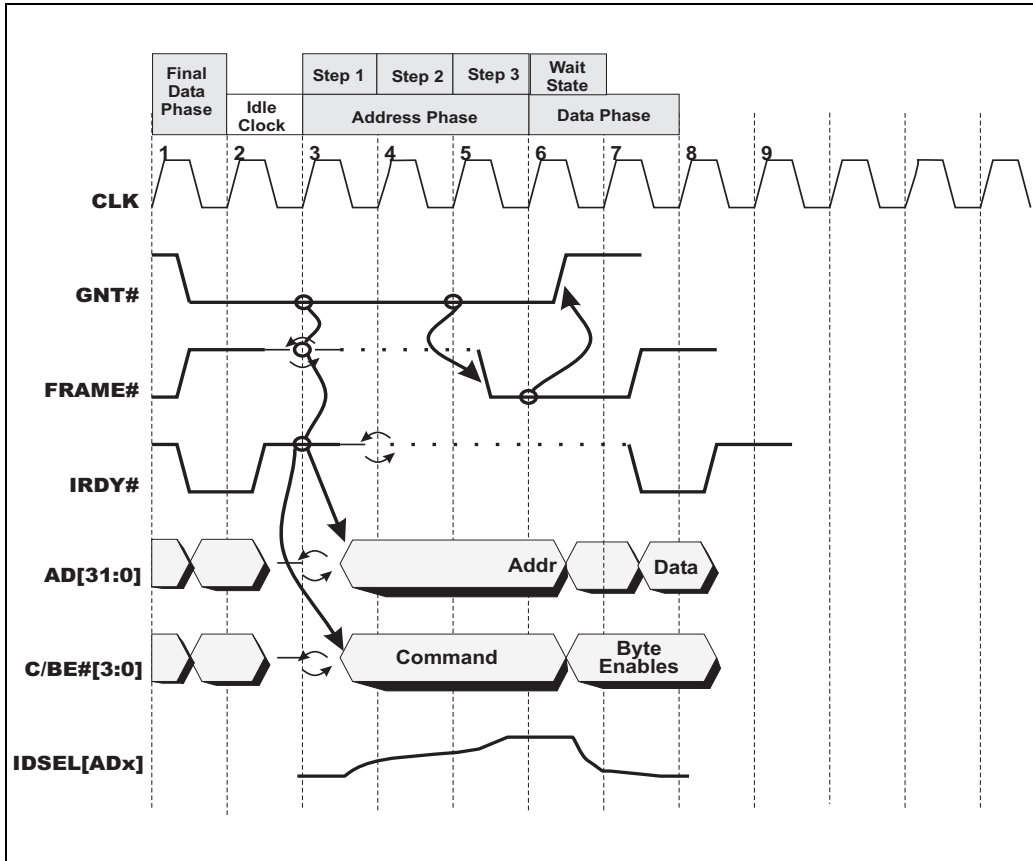 Final
Data
Phase
Idle
Clock
Step 1
Step 2
Step 3
Wait
State
Address Phase
Data Phase
1 2 3 4 5 6 7 8 9
CLK
GNT#
FRAME#
IRDY#
AD[31:0]
Addr
Data
C/BE#[3:0]
Command
Byte
Enables
IDSEL[ADx]